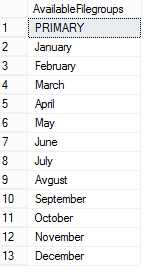 AvailableFilegroups
1 PRIMARY
2 January
3 February
4 March
5 April
6 May
7 June
8 July
9 Avgust
10 September
11 October
12 November
13 December